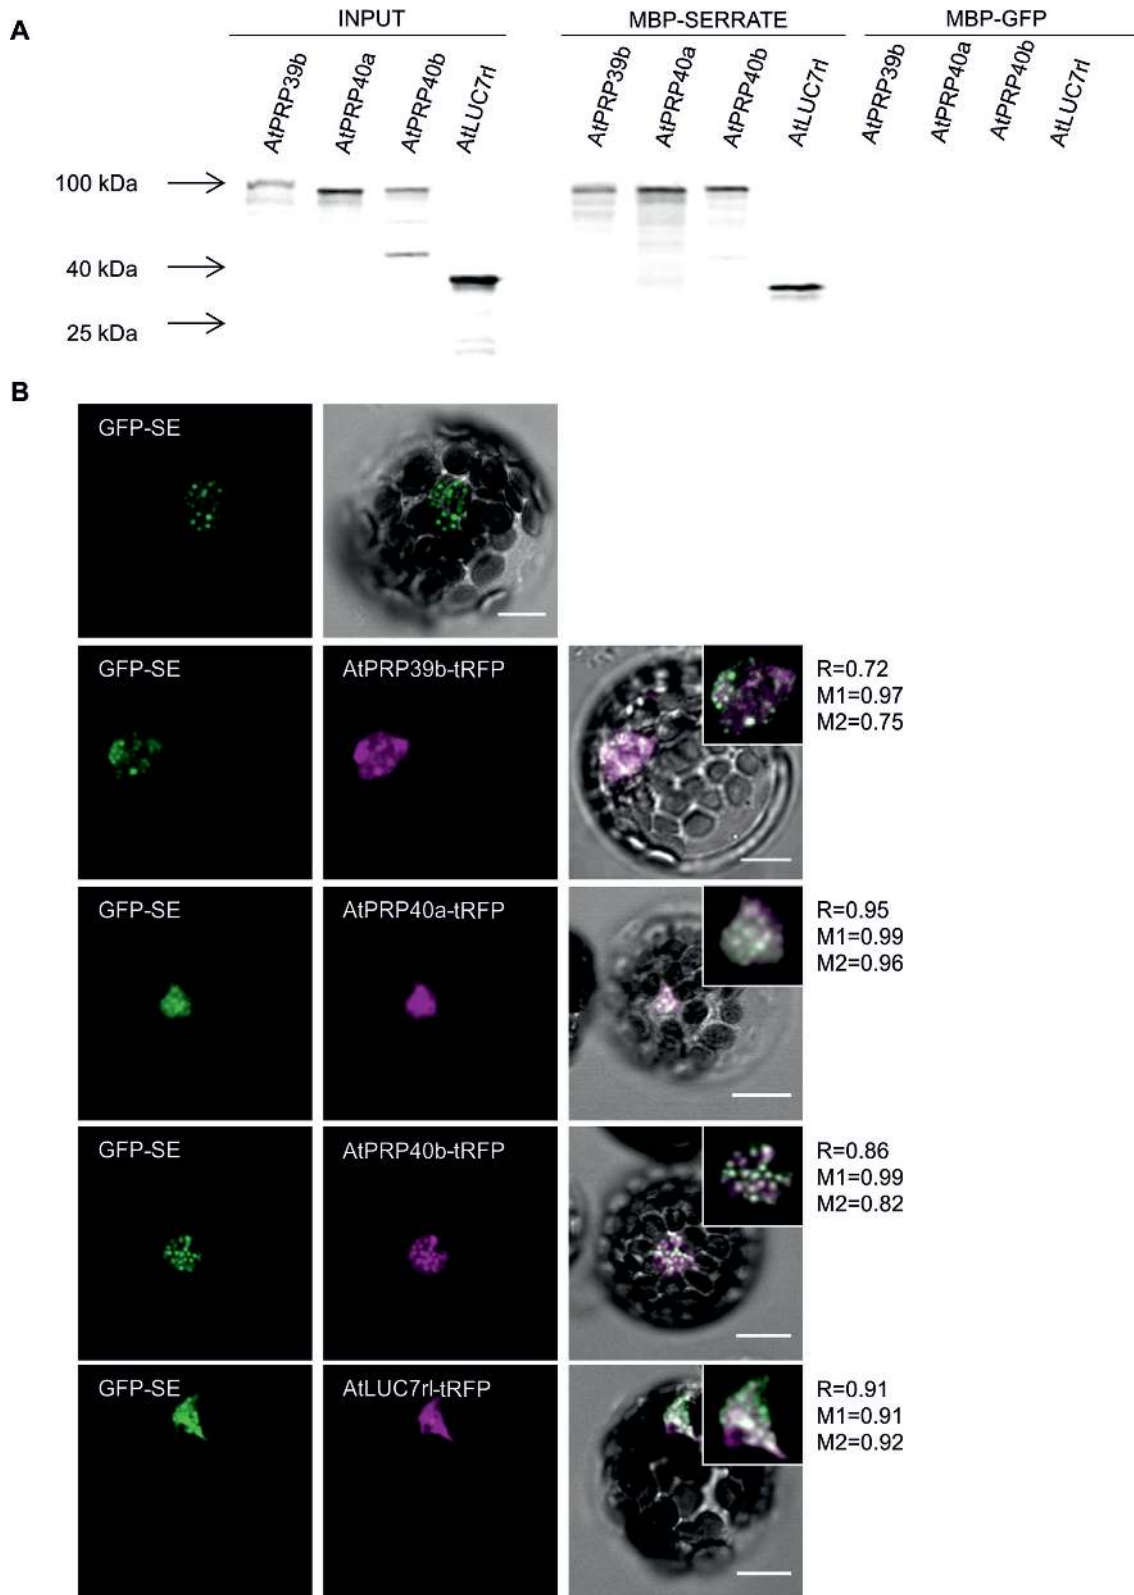 A
INPUT
MBP-SERRATE
MBP-GFP
AtPRP39b
AtPRP40a
AtPRP40b
AtLUC7rl
AtPRP39b
AtPRP40a
AtPRP40b
AtLUC7rl
AtPRP39b
AtPRP40a
AtPRP40b
AtLUC7rl
100 kDa
40 kDa
25 kDa
B
GFP-SE
GFP-SE
AtPRP39b-tRFP
R=0.72
M1=0.97
M2=0.75
GFP-SE
AtPRP40a-tRFP
R=0.95
M1=0.99
M2=0.96
GFP-SE
AtPRP40b-tRFP
R=0.86
M1=0.99
M2=0.82
GFP-SE
AtLUC7rl-tRFP
R=0.91
M1=0.91
M2=0.92